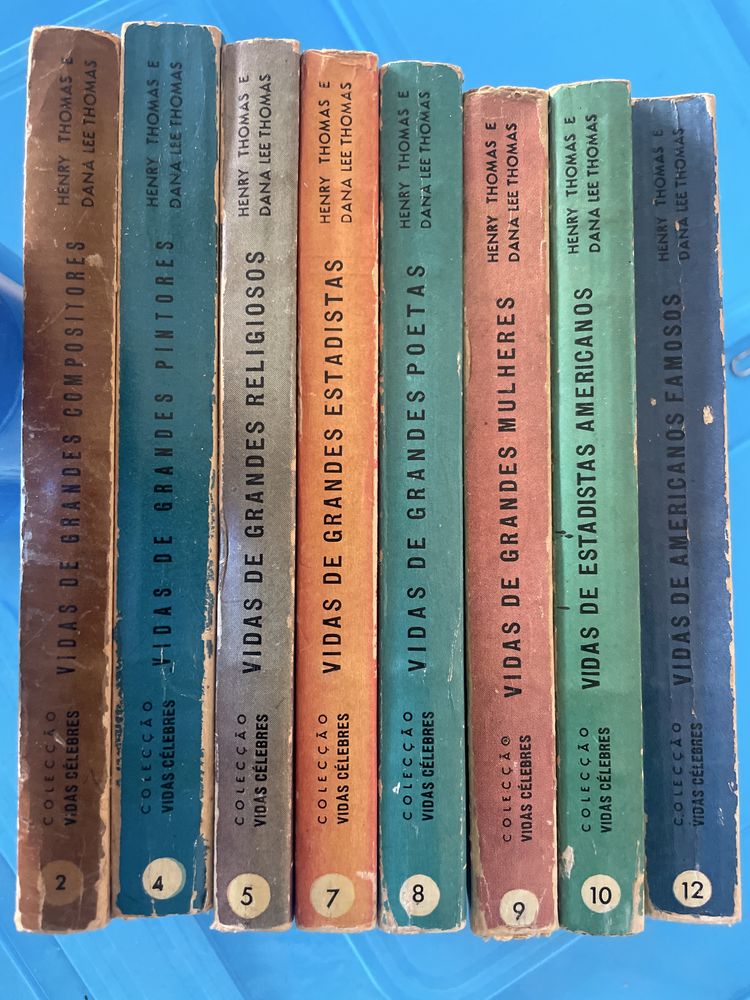 HENRY THOMAS E
DANA LEE THOMAS
VIDAS DE GRANDES COMPOSITORES
COLECÇÃO
VIDAS CÉLEBRES
2
HENRY THOMAS E
DANA LEE THOMAS
VIDAS DE GRANDES PINTORES
COLECÇÃO
VIDAS CÉLEBRES
4
HENRY THOMAS E
DANA LEE THOMAS
VIDAS DE GRANDES RELIGIOSOS
COLECÇÃO
VIDAS CÉLEBRES
5
HENRY THOMAS E
DANA LEE THOMAS
VIDAS DE GRANDES ESTADISTAS
COLECÇÃO
VIDAS CÉLEBRES
7
HENRY THOMAS E
DANA LEE THOMAS
VIDAS DE GRANDES POETAS
COLECÇÃO
VIDAS CÉLEBRES
8
HENRY THOMAS E
DANA LEE THOMAS
VIDAS DE GRANDES MULHERES
COLECÇÃO
VIDAS CÉLEBRES
9
HENRY THOMAS E
DANA LEE THOMAS
VIDAS DE ESTADISTAS AMERICANOS
COLECÇÃO
VIDAS CÉLEBRES
10
HENRY THOMAS E
DANA LEE THOMAS
VIDAS DE AMERICANOS FAMOSOS
COLECÇÃO
VIDAS CÉLEBRES
12